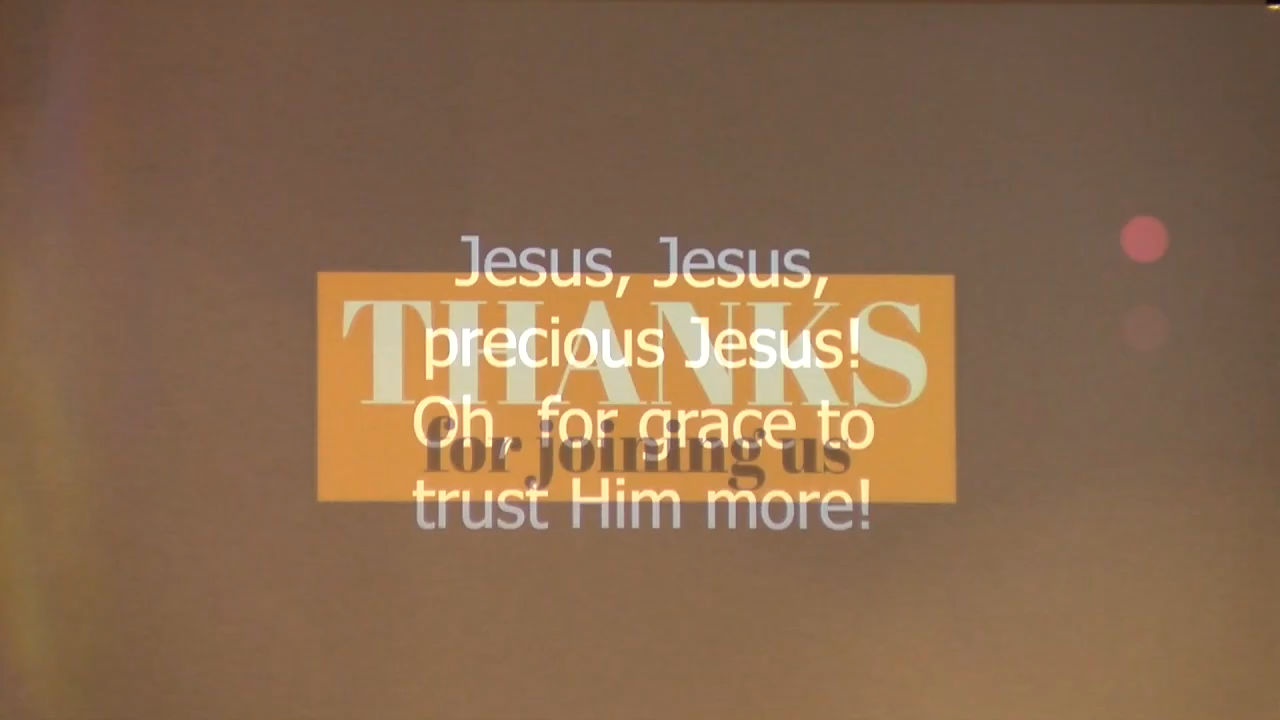 Jesus, Jesus,
precious Jesus!
Oh, for grace to
trust Him more!
THANKS
for joining us